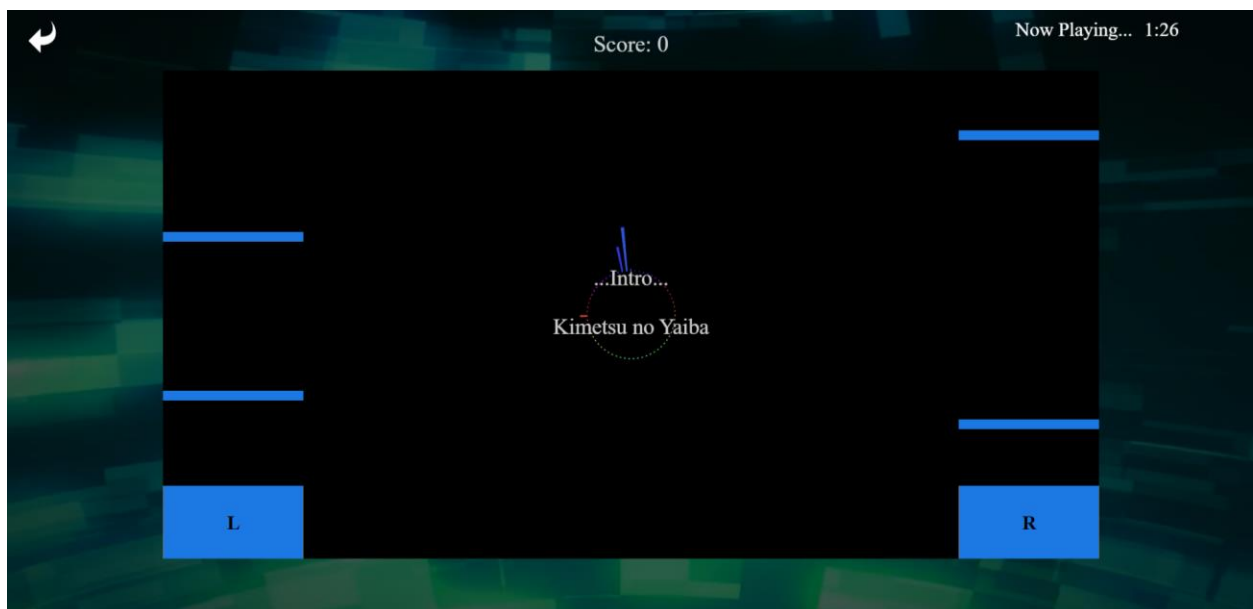 Score: 0
Now Playing... 1:26
...Intro...
Kimetsu no Yaiba
L
R